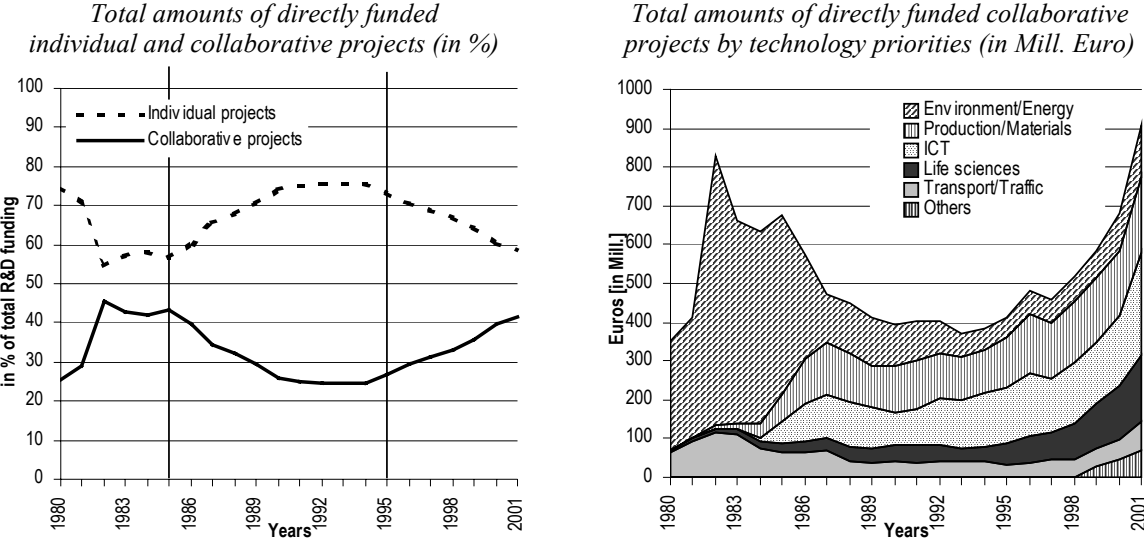 Total amounts of directly funded
individual and collaborative projects (in %)
100
90
80
70
60
50
40
30
20
10
0
in % of total R&D funding
Individual projects
Collaborative projects
1980
1983
1986
1989
1992
1995
1998
2001
Years
Total amounts of directly funded collaborative
projects by technology priorities (in Mill. Euro)
1000
900
800
700
600
500
400
300
200
100
0
Euros [in Mill.]
Environment/Energy
Production/Materials
ICT
Life sciences
Transport/Traffic
Others
1980
1983
1986
1989
1992
1995
1998
2001
Years